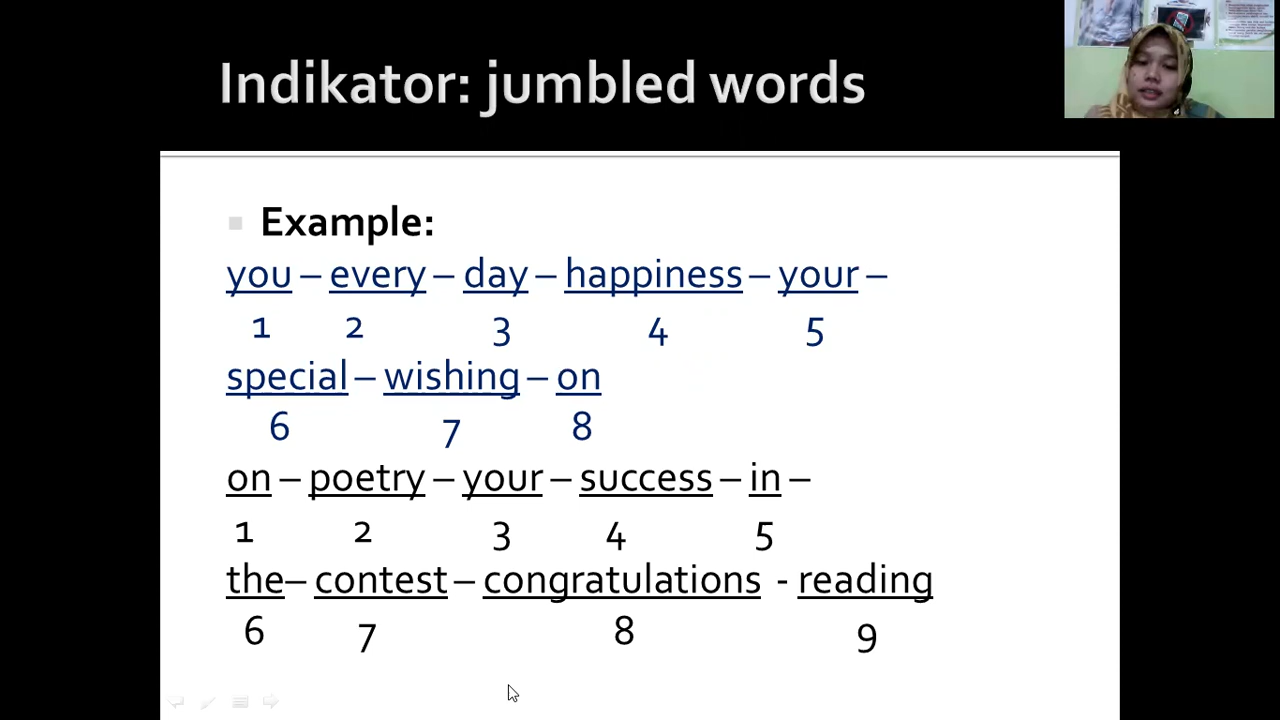 Indikator: jumbled words
Example:
you – every – day – happiness – your –
1 2 3 4 5
special – wishing – on
6 7 8
on – poetry – your – success – in –
1 2 3 4 5
the– contest – congratulations - reading
6 7 8 9